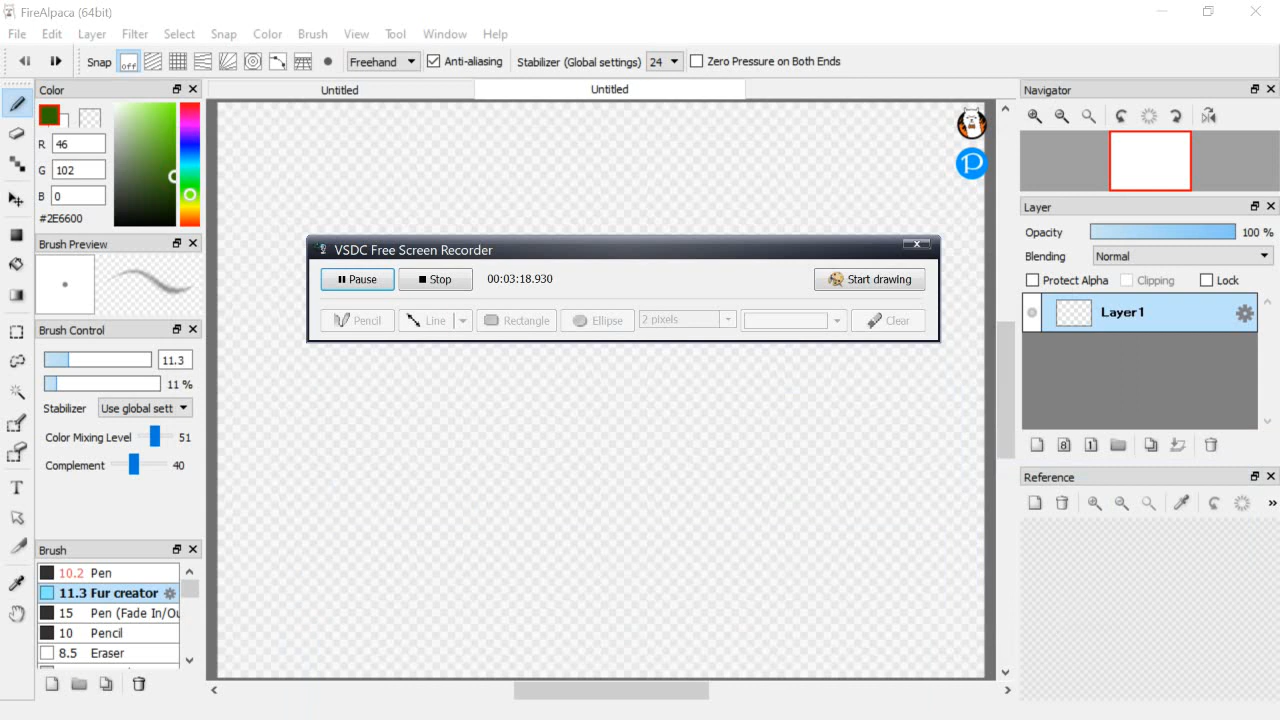 FireAlpaca (64bit)
File Edit Layer Filter Select Snap Color Brush View Tool Window Help
Snap off Freehand Anti-aliasing Stabilizer (Global settings) 24 Zero Pressure on Both Ends
Color
Untitled
Untitled
Navigator
R 46
G 102
B 0
#2E6600
Layer
Opacity 100 %
Blending Normal
Protect Alpha Clipping Lock
Layer1
Brush Preview
VSDC Free Screen Recorder
Pause Stop 00:03:18.930 Start drawing
Pencil Line Rectangle Ellipse 2 pixels Clear
Brush Control
11.3
11 %
Stabilizer Use global sett
Color Mixing Level 51
Complement 40
8 1
Reference
T
Brush
10.2 Pen
11.3 Fur creator
15 Pen (Fade In/Ou
10 Pencil
8.5 Eraser